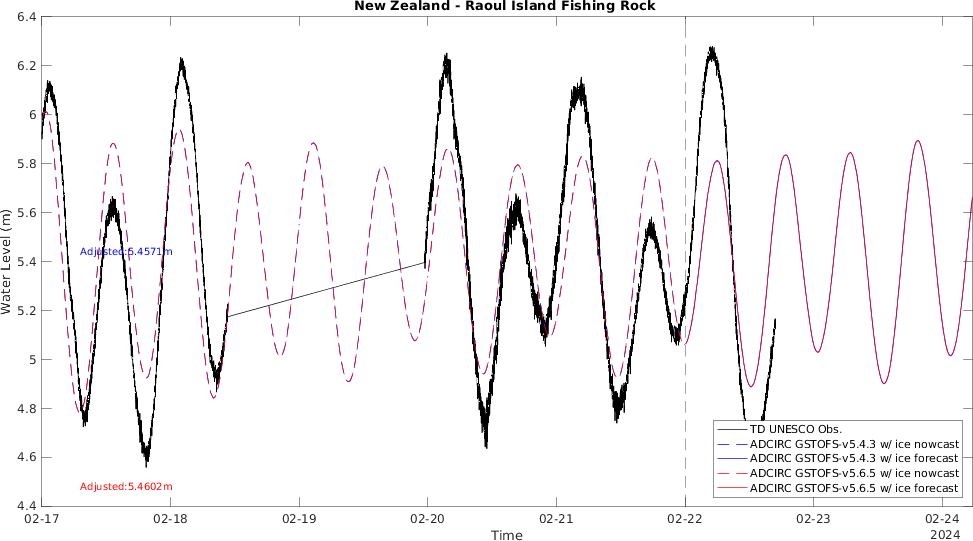 New Zealand - Raoul Island Fishing Rock
6.4
6.2
6
5.8
5.6
5.4
5.2
5
4.8
4.6
4.4
Water Level (m)
Adjusted:5.4571m
Adjusted:5.4602m
TD UNESCO Obs.
ADCIRC GSTOFS-v5.4.3 w/ ice nowcast
ADCIRC GSTOFS-v5.4.3 w/ ice forecast
ADCIRC GSTOFS-v5.6.5 w/ ice nowcast
ADCIRC GSTOFS-v5.6.5 w/ ice forecast
02-17 02-18 02-19 02-20 02-21 02-22 02-23 02-24
Time
2024